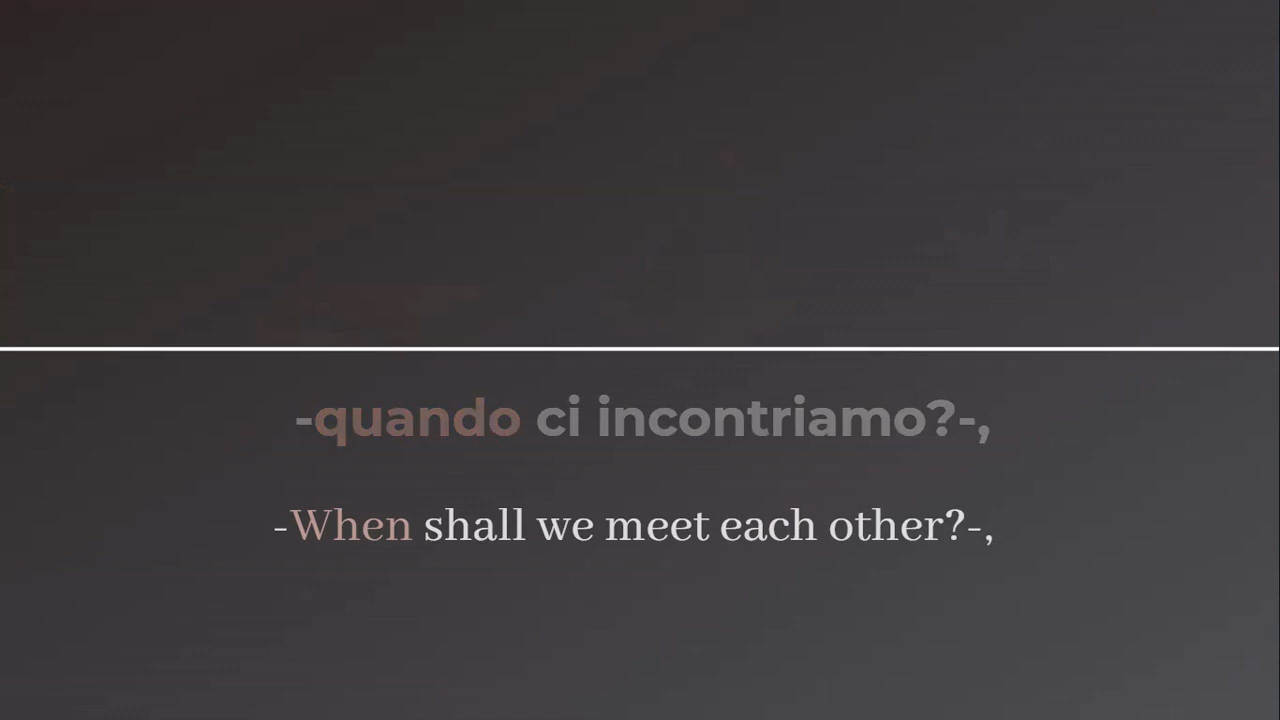 -quando ci incontriamo?-,
-When shall we meet each other?-,